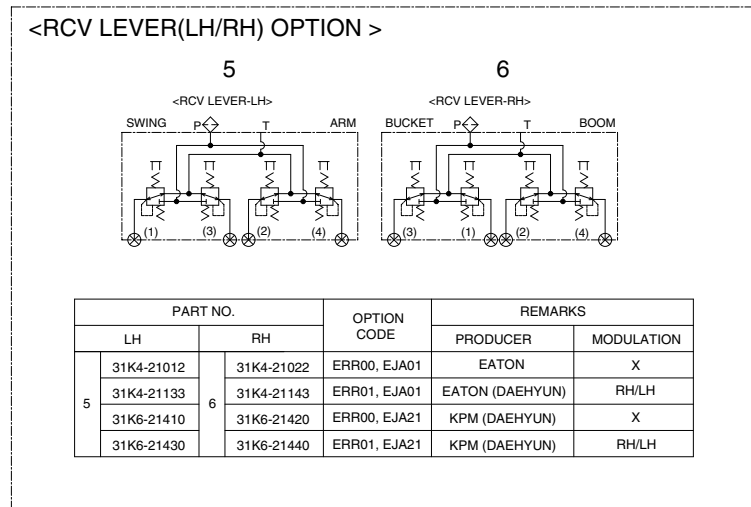 <RCV LEVER(LH/RH) OPTION >
5 6
<RCV LEVER-LH> <RCV LEVER-RH>
SWING P T ARM BUCKET P T BOOM
(1) (3) (2) (4) (3) (1) (2) (4)
PART NO. OPTION CODE REMARKS
LH RH PRODUCER MODULATION
5 31K4-21012 6 31K4-21022 ERR00, EJA01 EATON X
31K4-21133 31K4-21143 ERR01, EJA01 EATON (DAEHYUN) RH/LH
31K6-21410 31K6-21420 ERR00, EJA21 KPM (DAEHYUN) X
31K6-21430 31K6-21440 ERR01, EJA21 KPM (DAEHYUN) RH/LH